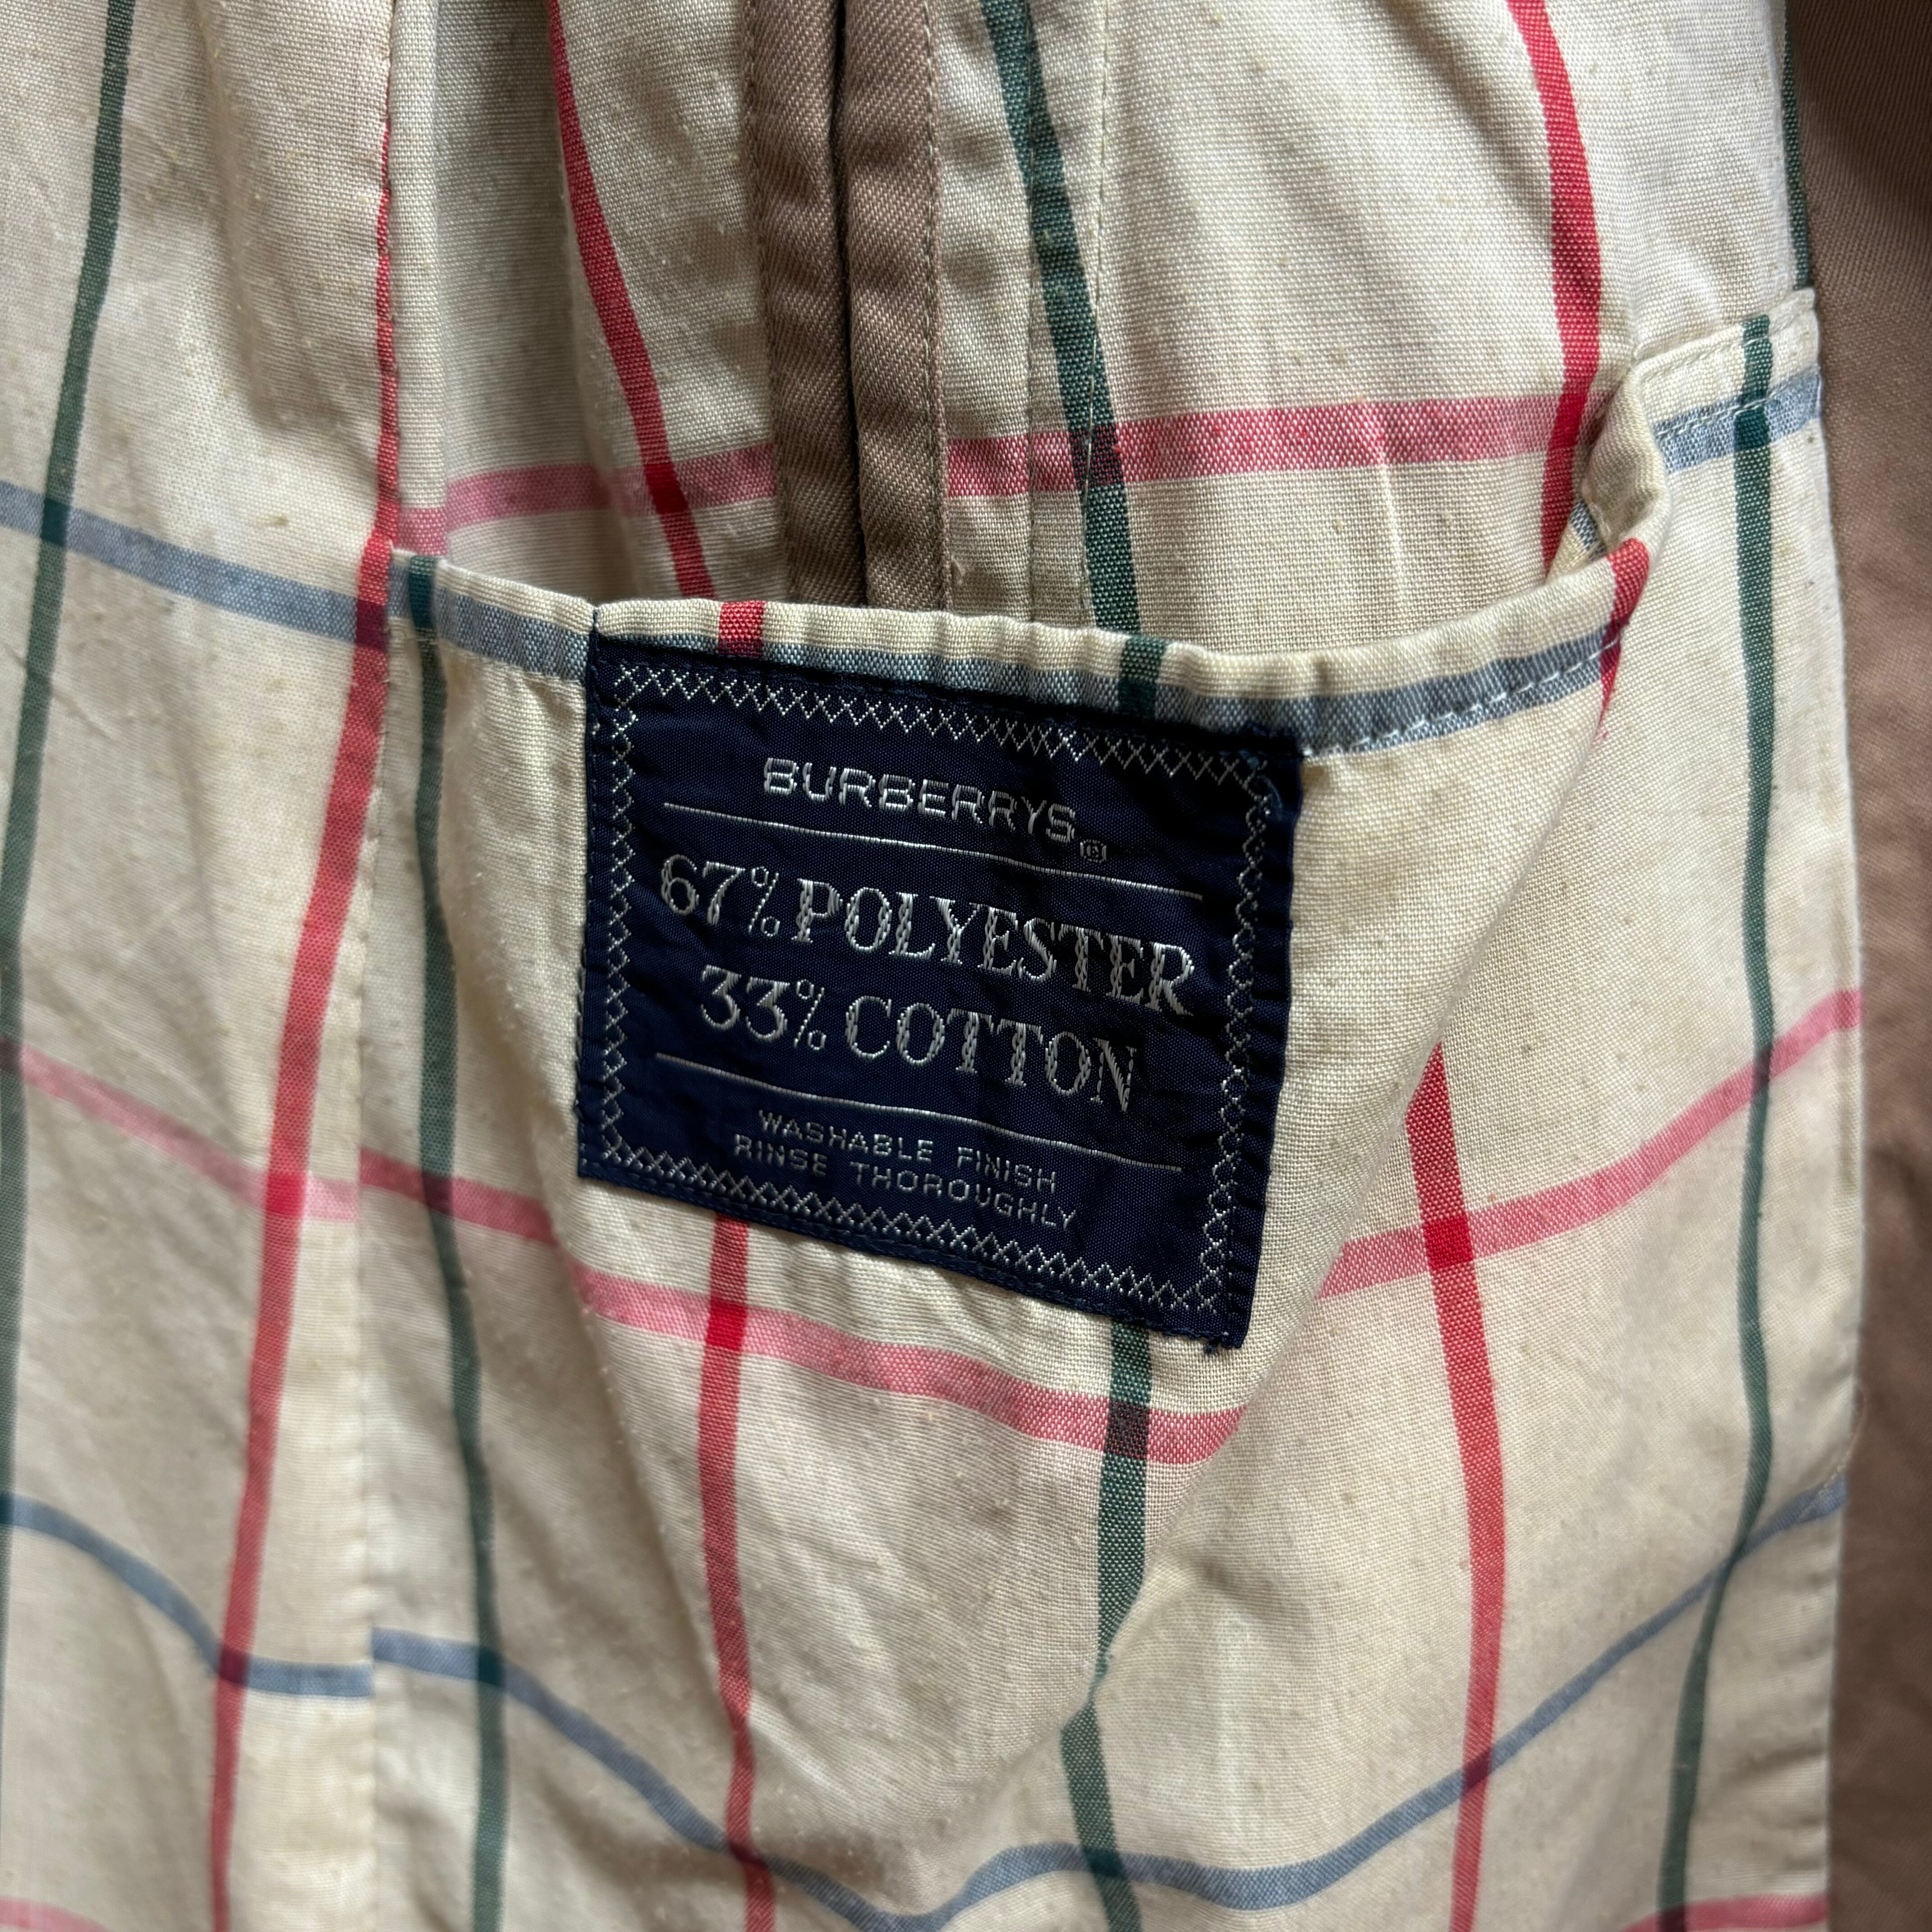 BURBERRYS®
67% POLYESTER
33% COTTON
WASHABLE FINISH
RINSE THOROUGHLY